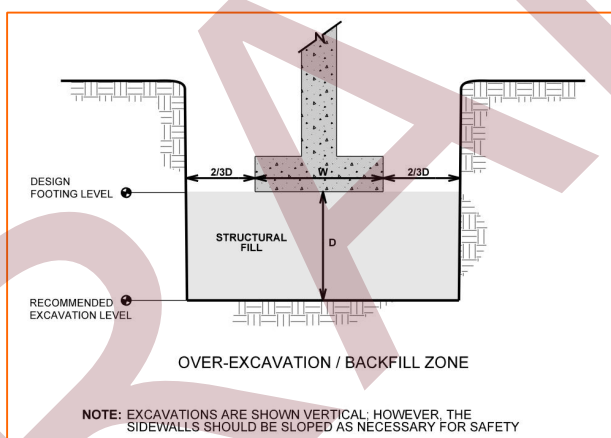 2/3D
W
2/3D
DESIGN
FOOTING LEVEL
STRUCTURAL
FILL
D
RECOMMENDED
EXCAVATION LEVEL
OVER-EXCAVATION / BACKFILL ZONE
NOTE: EXCAVATIONS ARE SHOWN VERTICAL; HOWEVER, THE
SIDEWALLS SHOULD BE SLOPED AS NECESSARY FOR SAFETY